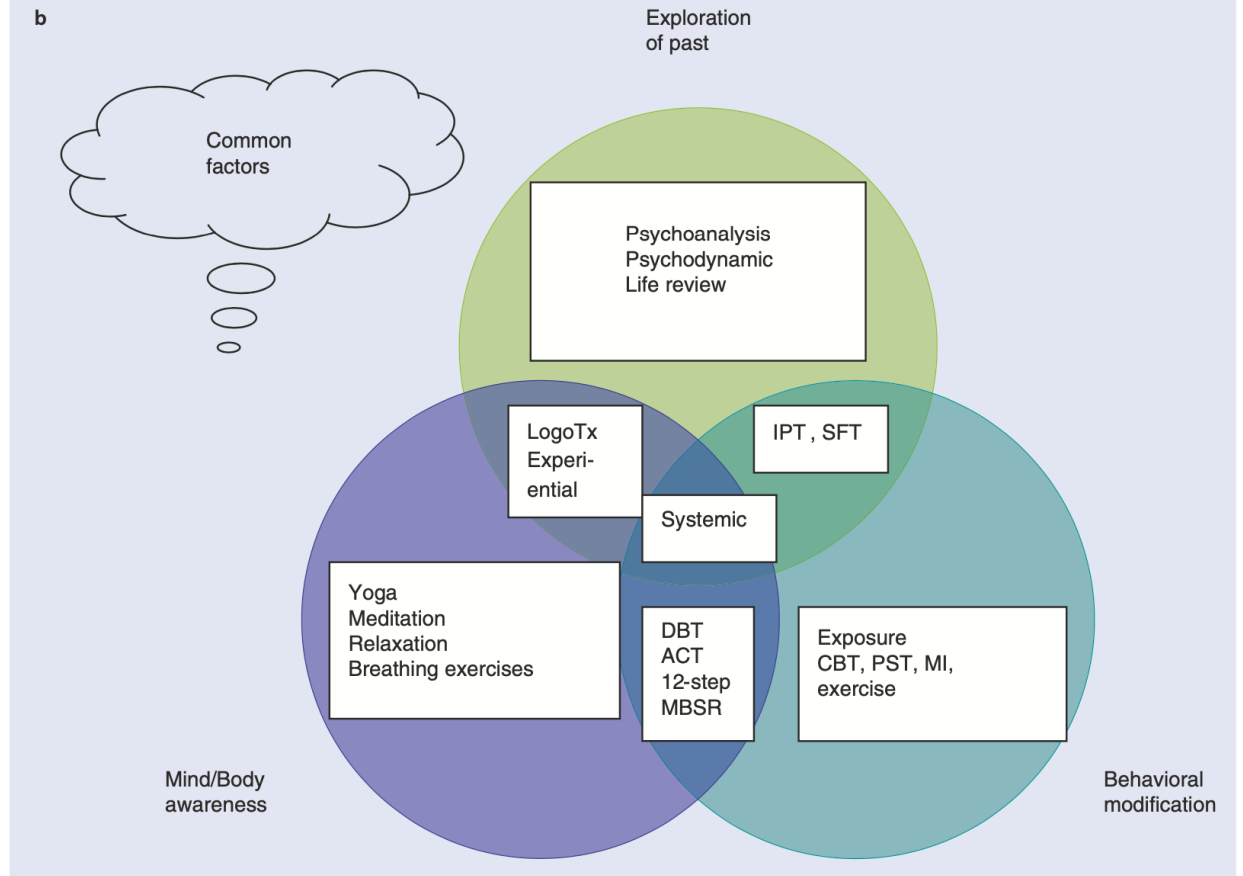 b
Exploration
of past
Common
factors
Psychoanalysis
Psychodynamic
Life review
LogoTx
Experi-
ential
IPT , SFT
Systemic
Yoga
Meditation
Relaxation
Breathing exercises
DBT
ACT
12-step
MBSR
Exposure
CBT, PST, MI,
exercise
Mind/Body
awareness
Behavioral
modification